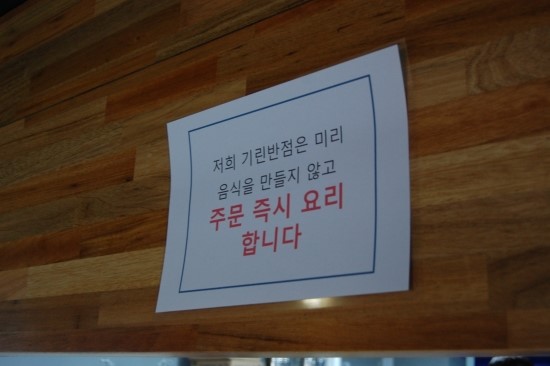 저희 기린반점은 미리
음식을 만들지 않고
주문 즉시 요리
합니다